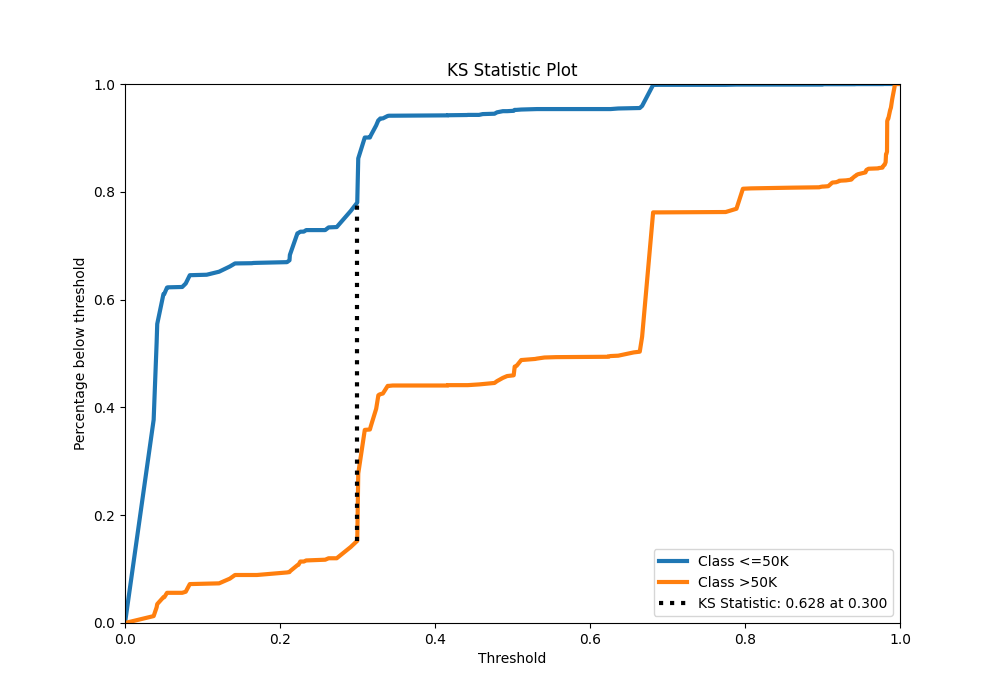 KS Statistic Plot
Percentage below threshold
1.0
0.8
0.6
0.4
0.2
0.0
0.0 0.2 0.4 0.6 0.8 1.0
Threshold
Class <=50K
Class >50K
KS Statistic: 0.628 at 0.300